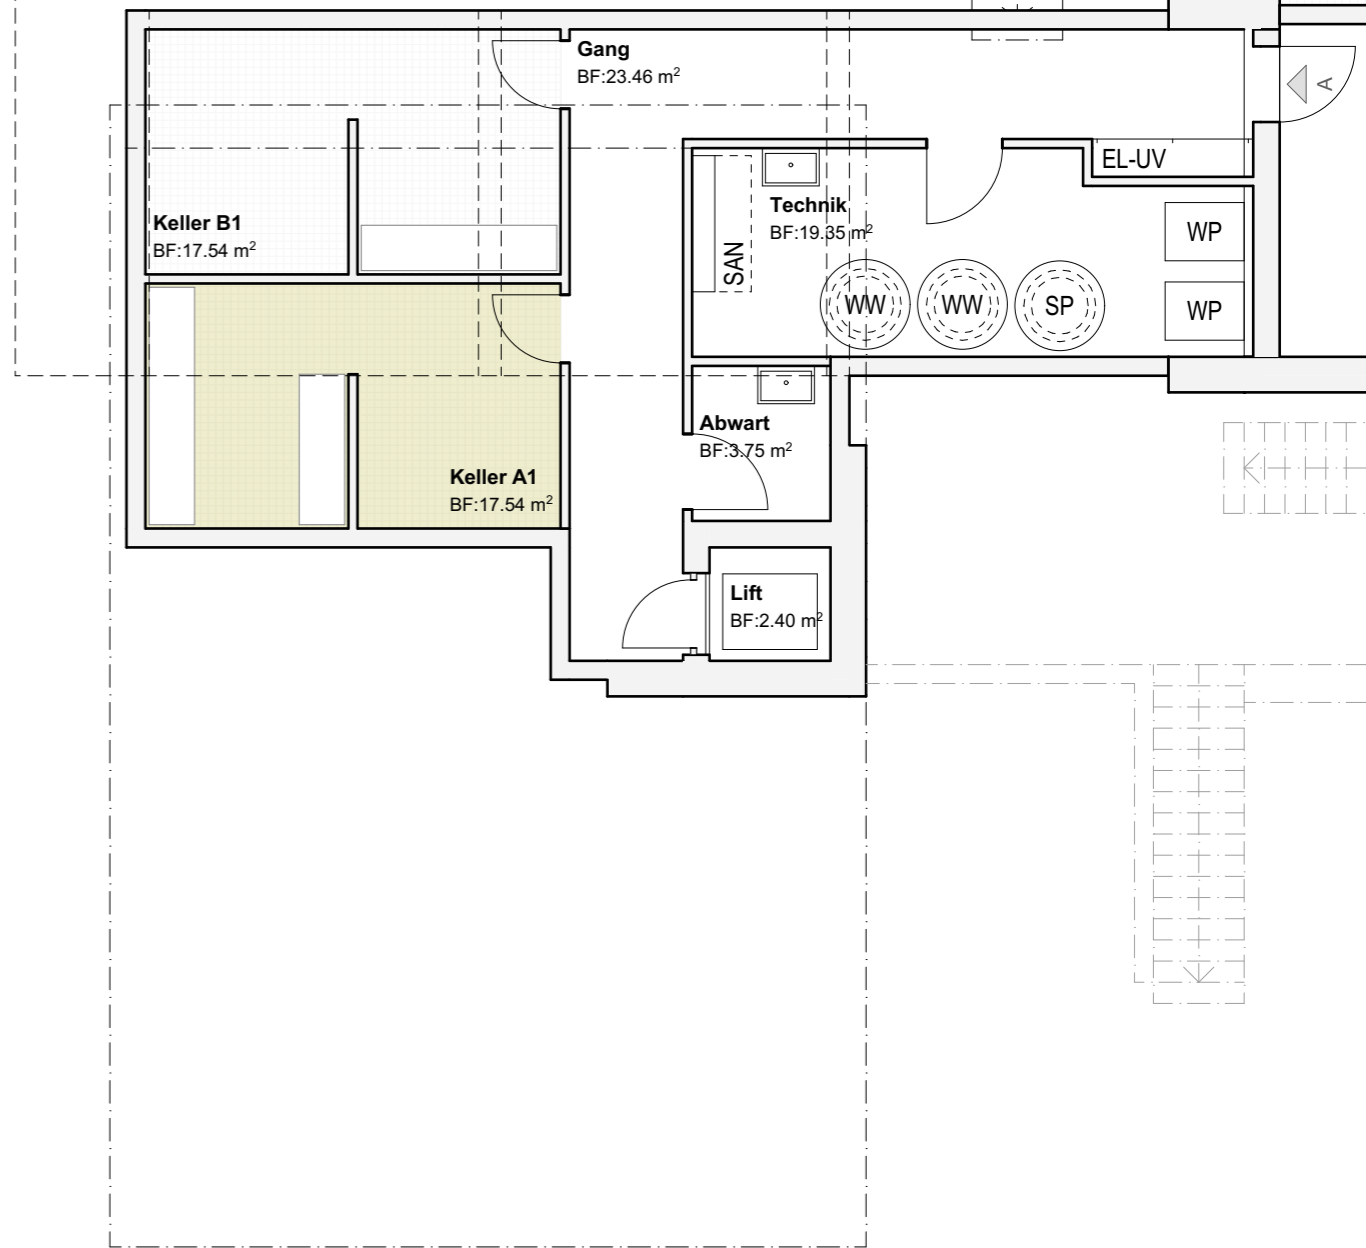 Gang
BF:23.46 m²
A
EL-UV
Technik
BF:19.35 m²
SAN
WP
WP
WW
WW
SP
Keller B1
BF:17.54 m²
Abwart
BF:3.75 m²
Keller A1
BF:17.54 m²
Lift
BF:2.40 m²